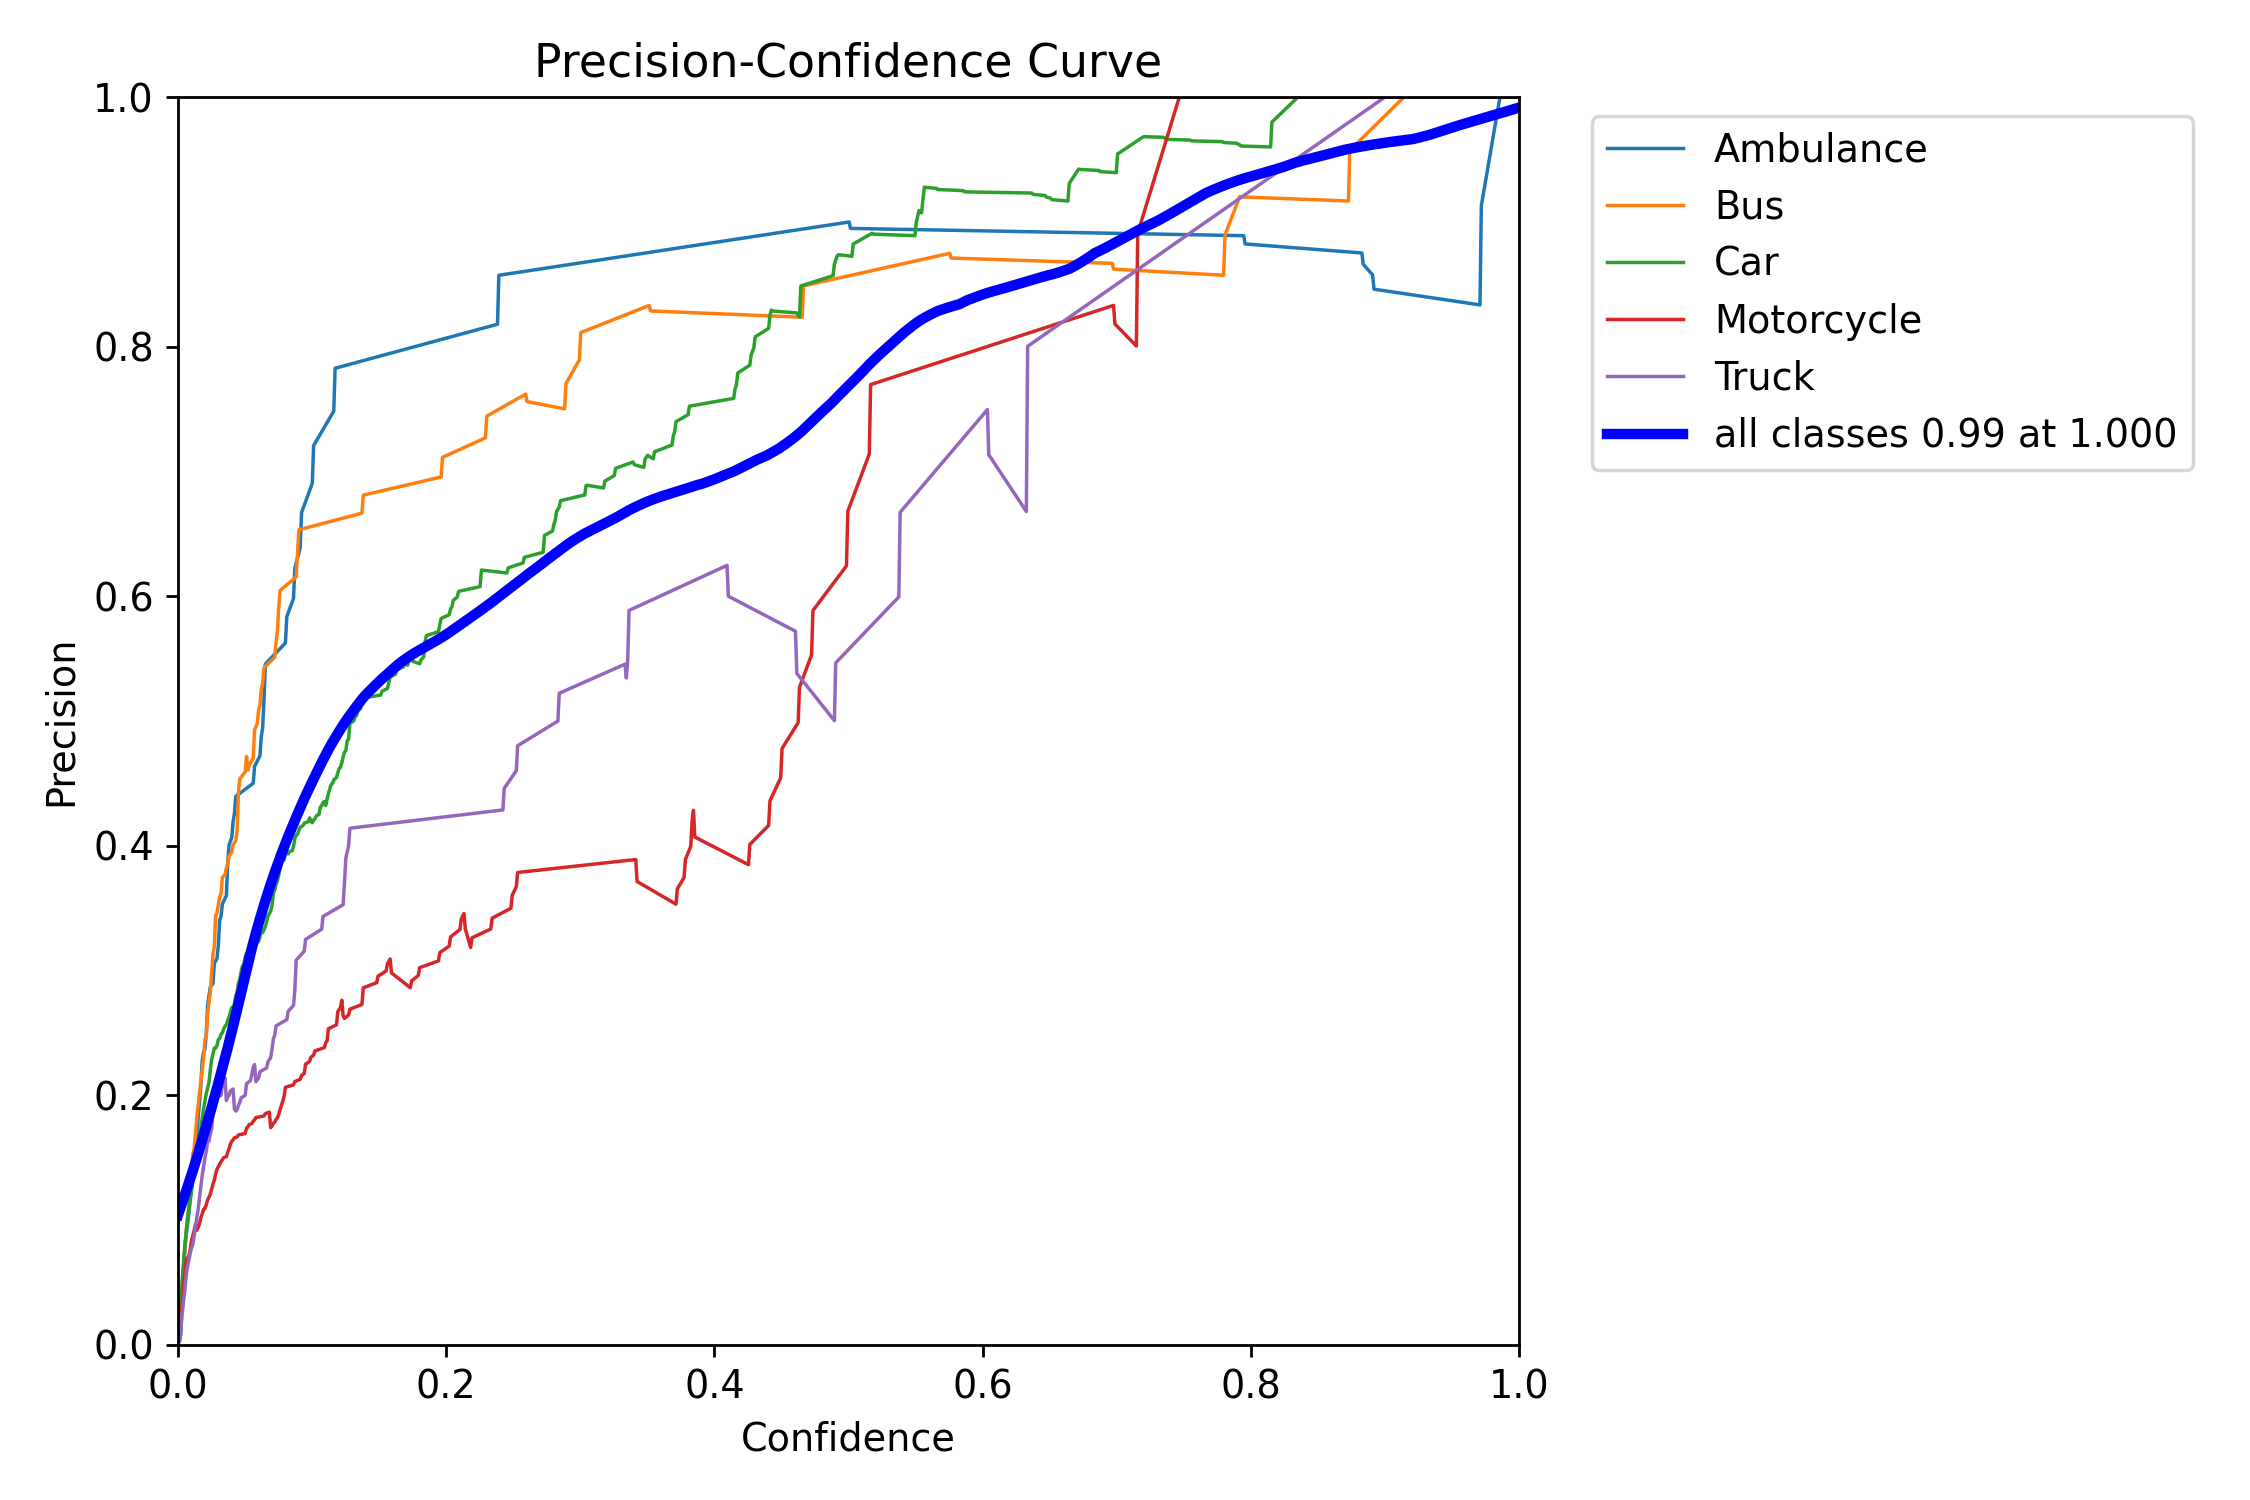 Precision-Confidence Curve
1.0
0.8
0.6
0.4
0.2
0.0
Precision
0.0 0.2 0.4 0.6 0.8 1.0
Confidence
Ambulance
Bus
Car
Motorcycle
Truck
all classes 0.99 at 1.000